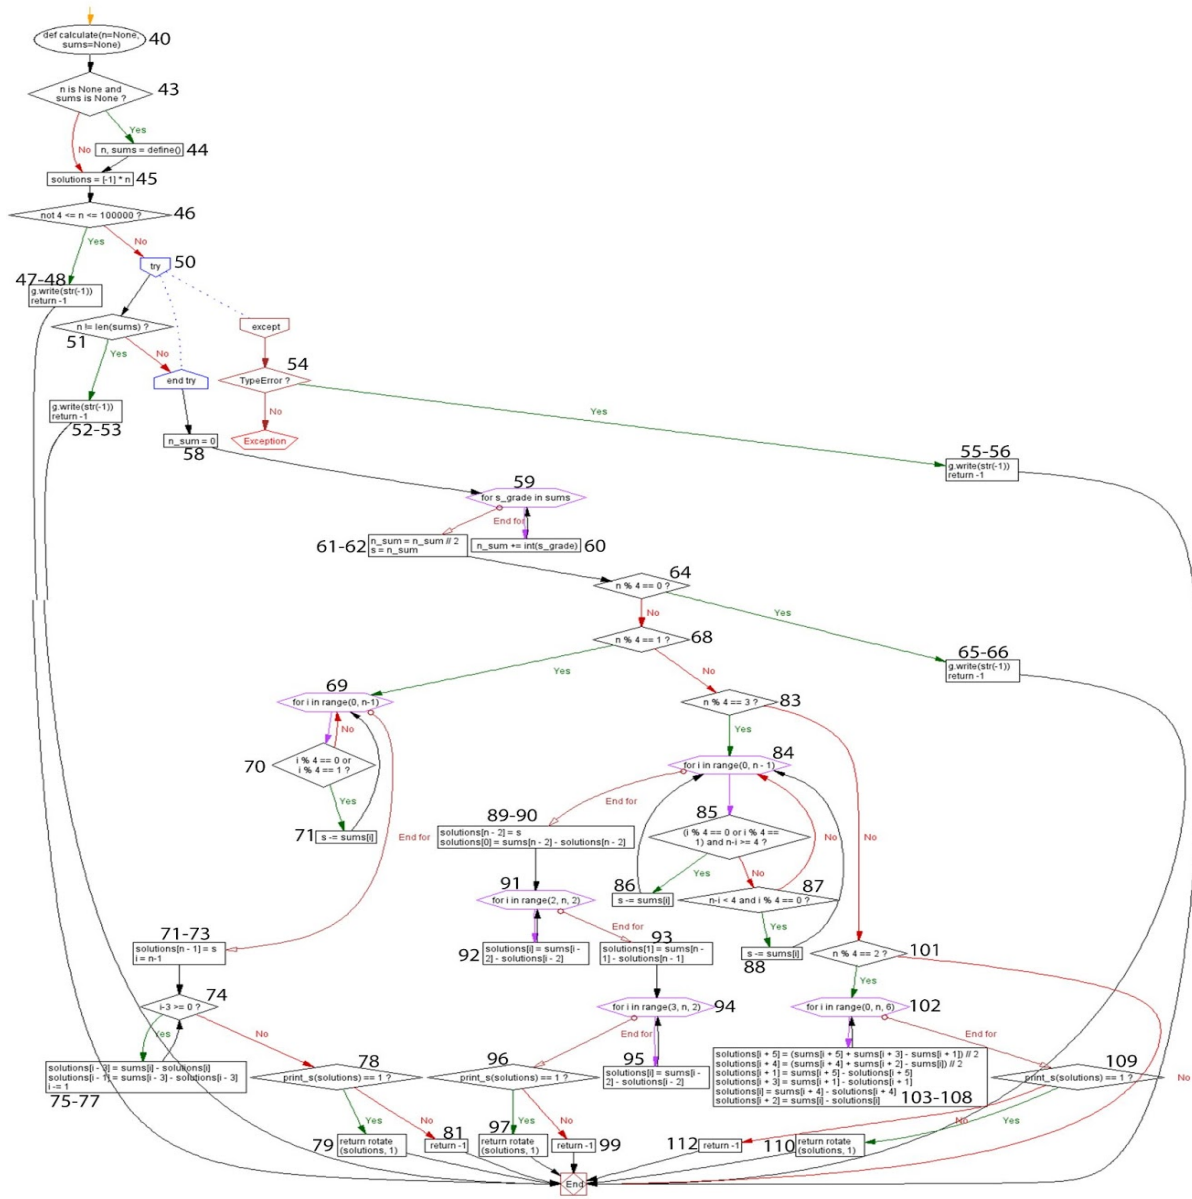 def calculate(n=None,
sums=None)
40
n is None and
sums is None ?
43
Yes
No
n, sums = define()
44
solutions = [-1] * n
45
not 4 <= n <= 100000 ?
46
Yes
No
try
50
47-48
g.write(str(-1))
return -1
n != len(sums) ?
51
except
Yes
No
54
end try
TypeError ?
g.write(str(-1))
return -1
52-53
No
Yes
Exception
n_sum = 0
58
55-56
g.write(str(-1))
return -1
59
for s_grade in sums
End for
61-62
n_sum = n_sum // 2
s = n_sum
n_sum += int(s_grade)
60
64
n % 4 == 0 ?
No
Yes
n % 4 == 1 ?
68
65-66
g.write(str(-1))
return -1
Yes
No
69
for i in range(0, n-1)
n % 4 == 3 ?
83
No
Yes
70
i % 4 == 0 or
i % 4 == 1 ?
84
for i in range(0, n - 1)
Yes
End for
89-90
85
71
s -= sums[i]
End for
solutions[n - 2] = s
solutions[0] = sums[n - 2] - solutions[n - 2]
(i % 4 == 0 or i % 4 ==
1) and n-i >= 4 ?
No
No
Yes
No
91
for i in range(2, n, 2)
86
s -= sums[i]
87
n-i < 4 and i % 4 == 0 ?
End for
Yes
71-73
solutions[n - 1] = s
i = n-1
92
solutions[i] = sums[i -
2] - solutions[i - 2]
93
solutions[1] = sums[n -
1] - solutions[n - 1]
s -= sums[i]
88
n % 4 == 2 ?
101
74
i-3 >= 0 ?
Yes
Yes
No
for i in range(3, n, 2)
94
for i in range(0, n, 6)
102
End for
End for
solutions[i - 3] = sums[i] - solutions[i]
solutions[i - 1] = sums[i - 3] - solutions[i - 3]
i -= 1
75-77
78
print_s(solutions) == 1 ?
96
print_s(solutions) == 1 ?
95
solutions[i] = sums[i -
2] - solutions[i - 2]
solutions[i + 5] = (sums[i + 5] + sums[i + 3] - sums[i + 1]) // 2
solutions[i + 4] = (sums[i + 4] + sums[i + 2] - sums[i]) // 2
solutions[i + 1] = sums[i + 5] - solutions[i + 5]
solutions[i + 3] = sums[i + 1] - solutions[i + 1]
solutions[i] = sums[i + 4] - solutions[i + 4]
solutions[i + 2] = sums[i] - solutions[i]
103-108
109
print_s(solutions) == 1 ?
No
Yes
No
Yes
No
No
Yes
79
return rotate
(solutions, 1)
81
return -1
97
return rotate
(solutions, 1)
return -1
99
112
return -1
110
return rotate
(solutions, 1)
End